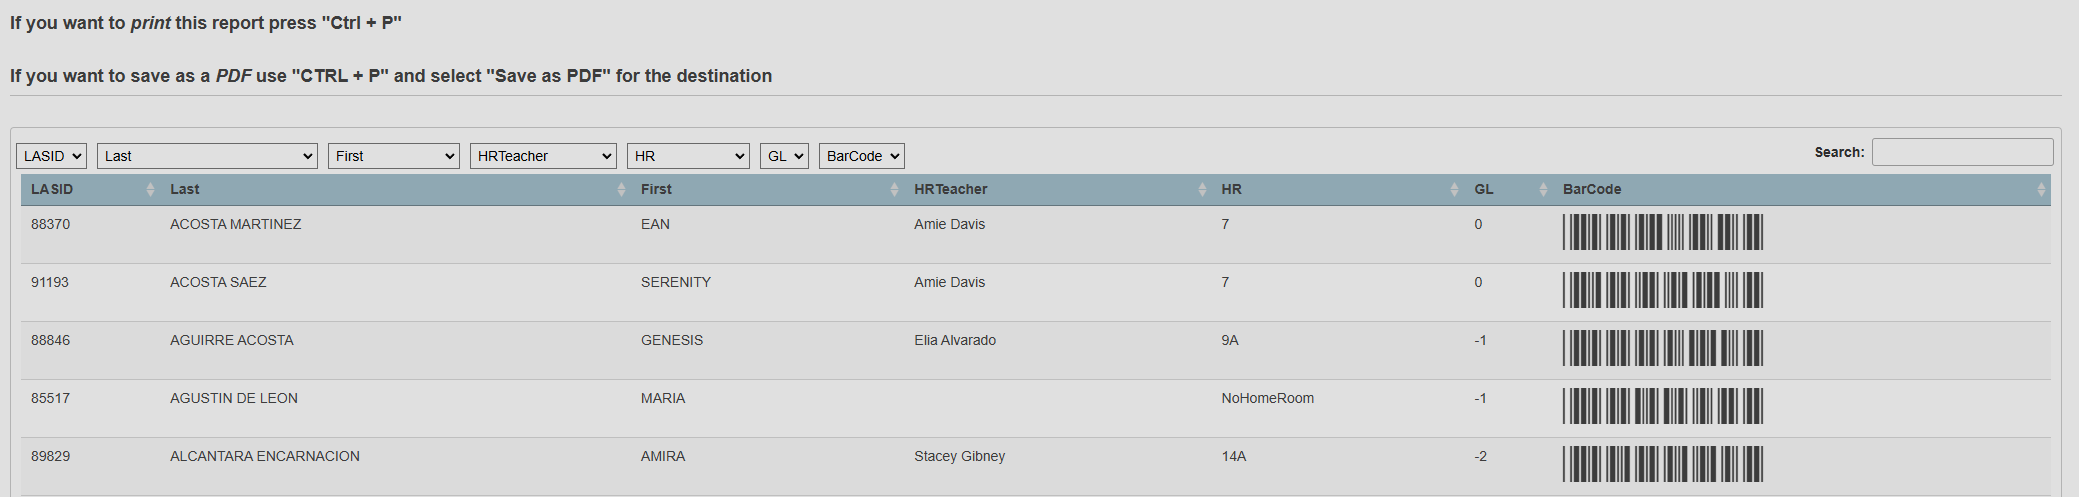 If you want to print this report press "Ctrl + P"
If you want to save as a PDF use "CTRL + P" and select "Save as PDF" for the destination
LASID Last First HRTeacher HR GL BarCode Search:
LASID Last First HRTeacher HR GL BarCode
88370 ACOSTA MARTINEZ EAN Amie Davis 7 0
91193 ACOSTA SAEZ SERENITY Amie Davis 7 0
88846 AGUIRRE ACOSTA GENESIS Elia Alvarado 9A -1
85517 AGUSTIN DE LEON MARIA NoHomeRoom -1
89829 ALCANTARA ENCARNACION AMIRA Stacey Gibney 14A -2